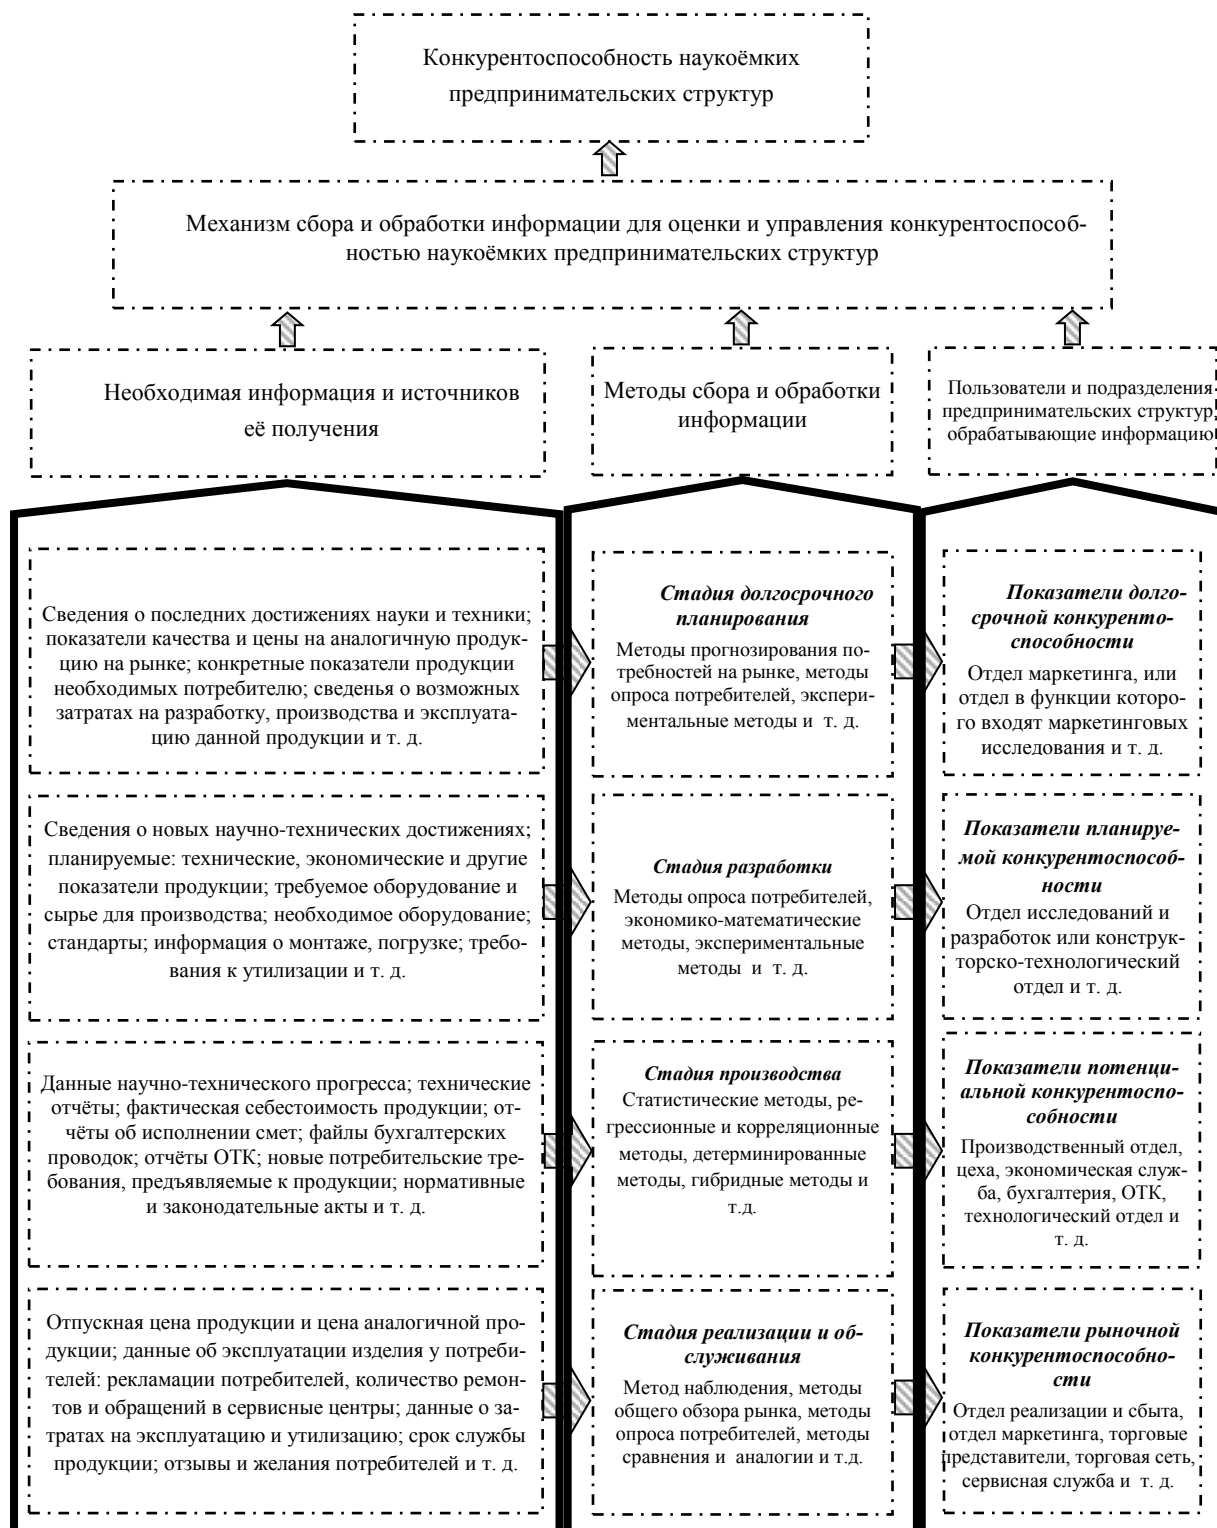 Конкурентоспособность наукоёмких
предпринимательских структур
Механизм сбора и обработки информации для оценки и управления конкурентоспособ-
ностью наукоёмких предпринимательских структур
Необходимая информация и источников
её получения
Методы сбора и обработки
информации
Пользователи и подразделения
предпринимательских структур,
обрабатывающие информацию
Сведения о последних достижениях науки и техники;
показатели качества и цены на аналогичную продук-
цию на рынке; конкретные показатели продукции
необходимых потребителю; сведенья о возможных
затратах на разработку, производства и эксплуата-
цию данной продукции и т. д.
Стадия долгосрочного
планирования
Методы прогнозирования по-
требностей на рынке, методы
опроса потребителей, экспери-
ментальные методы и т. д.
Показатели долго-
срочной конкуренто-
способности
Отдел маркетинга, или
отдел в функции которо-
го входят маркетинговых
исследования и т. д.
Сведения о новых научно-технических достижениях;
планируемые: технические, экономические и другие
показатели продукции; требуемое оборудование и
сырье для производства; необходимое оборудование;
стандарты; информация о монтаже, погрузке; требо-
вания к утилизации и т. д.
Стадия разработки
Методы опроса потребителей,
экономико-математические
методы, экспериментальные
методы и т. д.
Показатели планируе-
мой конкурентоспособ-
ности
Отдел исследований и
разработок или конструк-
торско-технологический
отдел и т. д.
Данные научно-технического прогресса; технические
отчёты; фактическая себестоимость продукции; от-
чёты об исполнении смет; файлы бухгалтерских
проводок; отчёты ОТК; новые потребительские тре-
бования, предъявляемые к продукции; нормативные
и законодательные акты и т. д.
Стадия производства
Статистические методы, ре-
грессионные и корреляционные
методы, детерминированные
методы, гибридные методы и
т.д.
Показатели потенци-
альной конкурентоспо-
собности
Производственный отдел,
цеха, экономическая служ-
ба, бухгалтерия, ОТК,
технологический отдел и
т. д.
Отпускная цена продукции и цена аналогичной про-
дукции; данные об эксплуатации изделия у потреби-
телей: рекламации потребителей, количество ремон-
тов и обращений в сервисные центры; данные о за-
тратах на эксплуатацию и утилизацию; срок службы
продукции; отзывы и желания потребителей и т. д.
Стадия реализации и об-
служивания
Метод наблюдения, методы
общего обзора рынка, методы
опроса потребителей, методы
сравнения и аналогии и т.д.
Показатели рыночной
конкурентоспособно-
сти
Отдел реализации и сбыта,
отдел маркетинга, торговые
представители, торговая сеть,
сервисная служба и т. д.